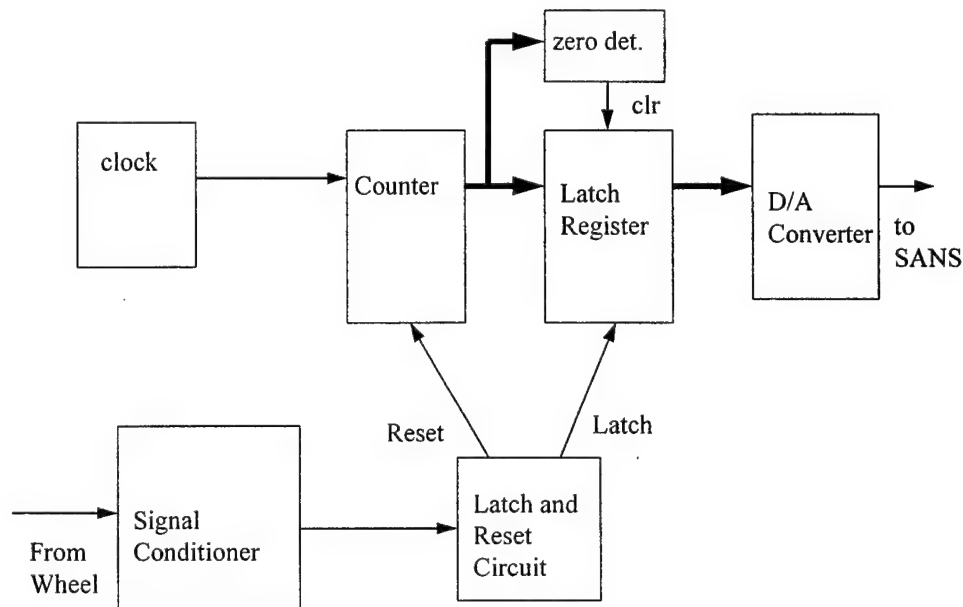 zero det.
clr
clock
Counter
Latch
Register
D/A
Converter
to
SANS
Reset
Latch
Signal
Conditioner
Latch and
Reset
Circuit
From
Wheel